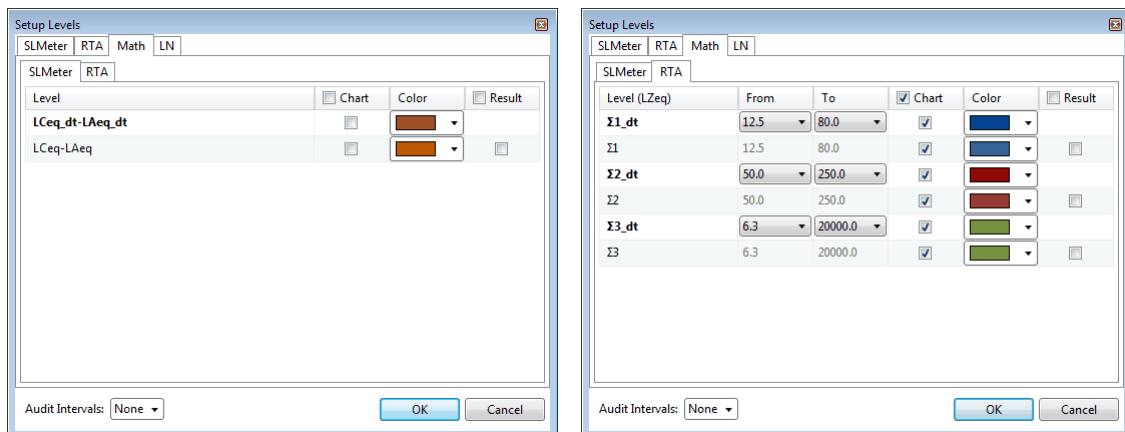 Setup Levels
SLMeter RTA Math LN
SLMeter RTA
Level Chart Color Result
LCeq_dt-LAeq_dt
LCeq-LAeq
Audit Intervals: None OK Cancel
Setup Levels
SLMeter RTA Math LN
SLMeter RTA
Level (LZeq) From To Chart Color Result
Σ1_dt 12.5 80.0
Σ1 12.5 80.0
Σ2_dt 50.0 250.0
Σ2 50.0 250.0
Σ3_dt 6.3 20000.0
Σ3 6.3 20000.0
Audit Intervals: None OK Cancel